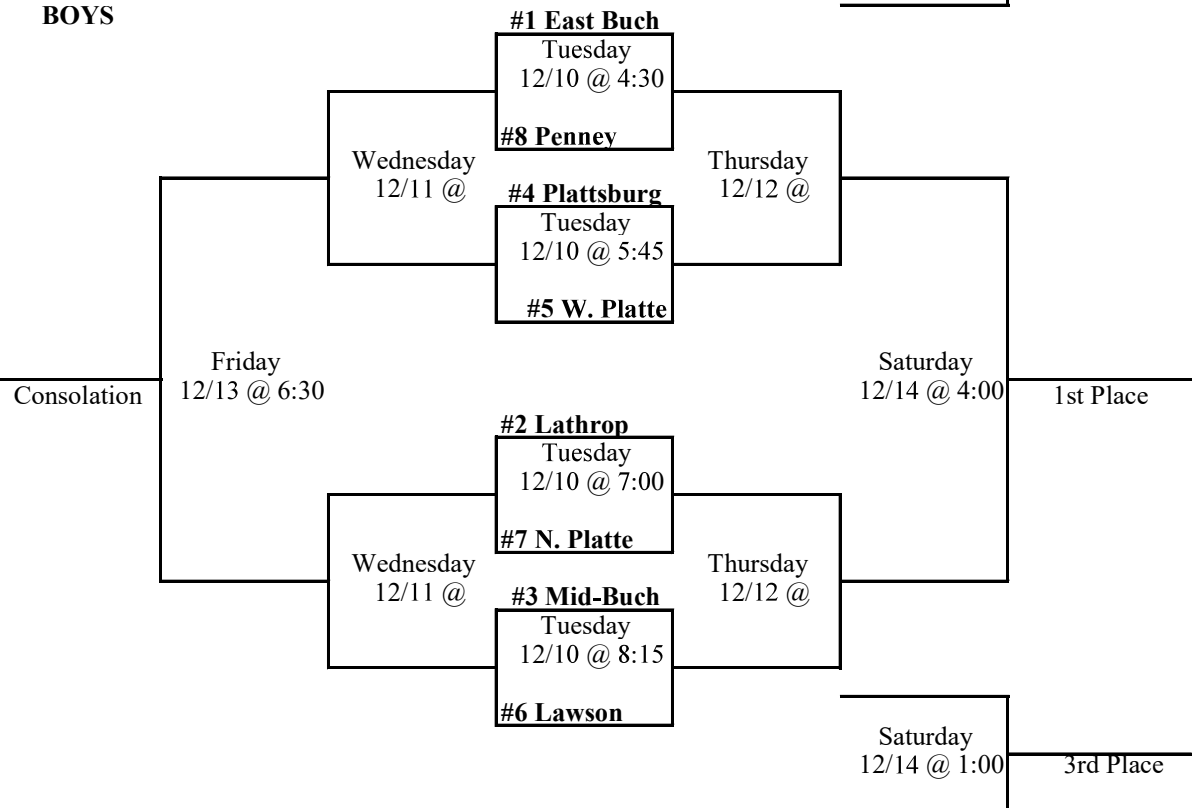 BOYS
#1 East Buch
Tuesday
12/10 @ 4:30
#8 Penney
Wednesday
12/11 @
Thursday
12/12 @
#4 Plattsburg
Tuesday
12/10 @ 5:45
#5 W. Platte
Friday
12/13 @ 6:30
Consolation
Saturday
12/14 @ 4:00
1st Place
#2 Lathrop
Tuesday
12/10 @ 7:00
#7 N. Platte
Wednesday
12/11 @
Thursday
12/12 @
#3 Mid-Buch
Tuesday
12/10 @ 8:15
#6 Lawson
Saturday
12/14 @ 1:00
3rd Place